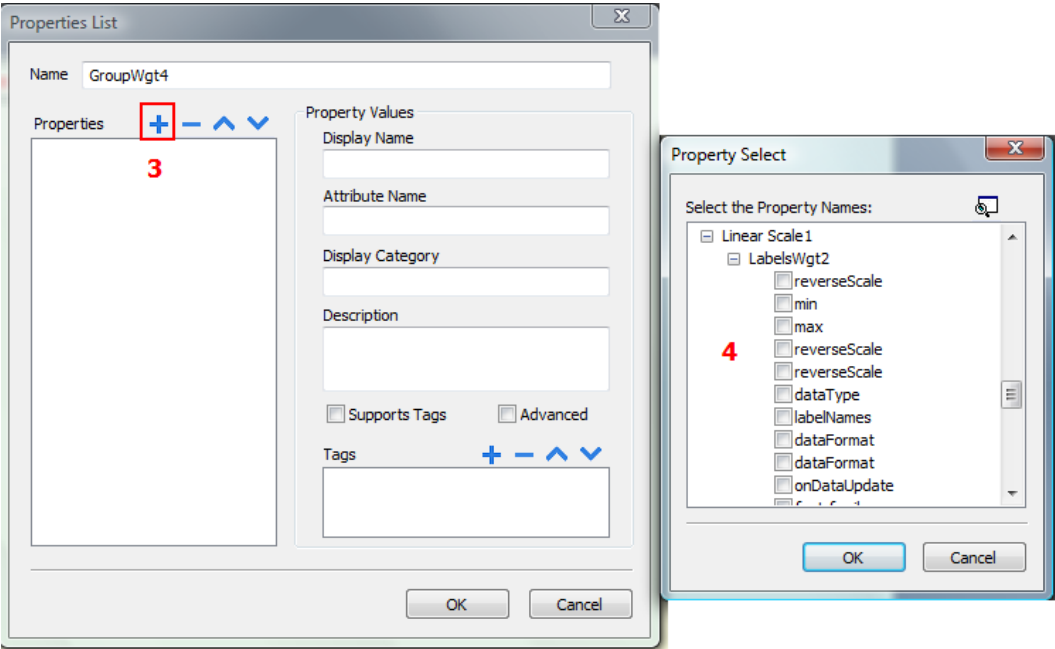 Properties List
Name GroupWgt4
Properties
3
Property Values
Display Name
Attribute Name
Display Category
Description
Supports Tags Advanced
Tags
OK Cancel
Property Select
Select the Property Names:
Linear Scale1
LabelsWgt2
reverseScale
min
max
4
reverseScale
reverseScale
dataType
labelNames
dataFormat
dataFormat
onDataUpdate
OK Cancel